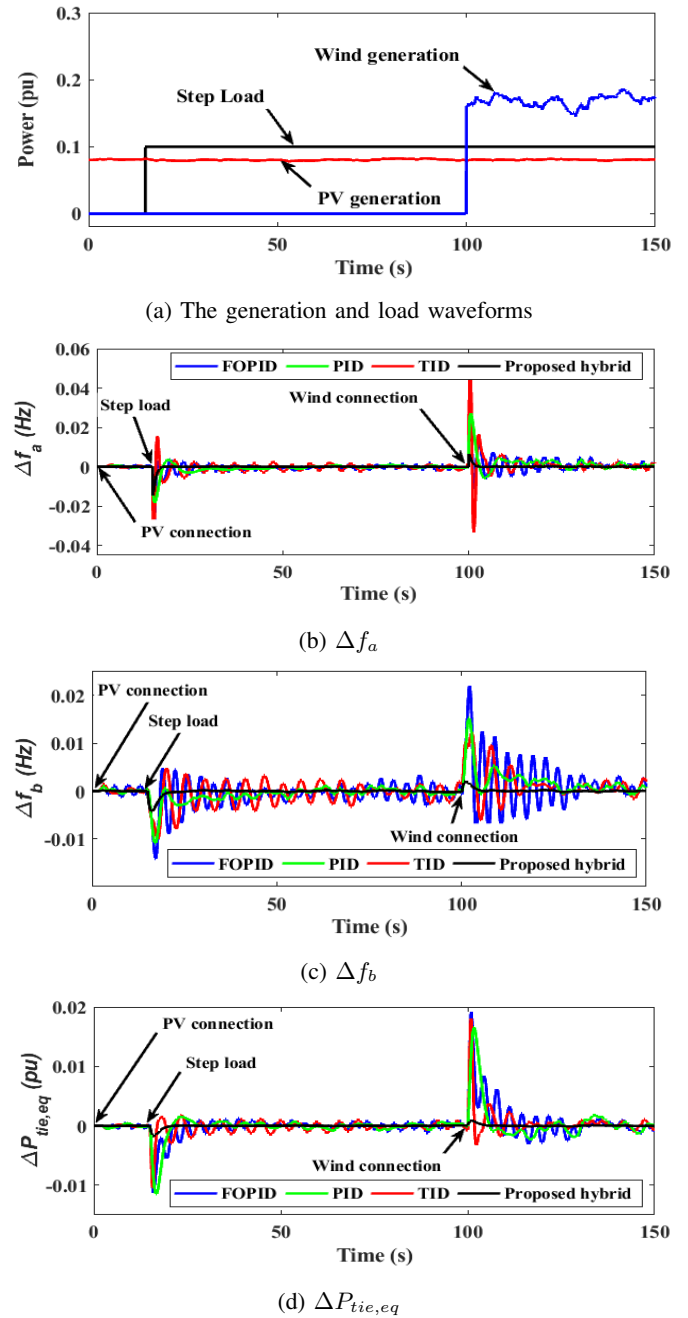 0.3
0.2
0.1
0
Power (pu)
Wind generation
Step Load
PV generation
0 50 100 150
Time (s)
(a) The generation and load waveforms
0.06
0.04
0.02
0
-0.02
-0.04
Δf_a (Hz)
FOPID PID TID Proposed hybrid
Step load
Wind connection
PV connection
0 50 100 150
Time (s)
(b) Δf_a
0.02
0.01
0
-0.01
Δf_b (Hz)
PV connection
Step load
Wind connection
FOPID PID TID Proposed hybrid
0 50 100 150
Time (s)
(c) Δf_b
0.02
0.01
0
-0.01
ΔP_tie,eq (pu)
PV connection
Step load
Wind connection
FOPID PID TID Proposed hybrid
0 50 100 150
Time (s)
(d) ΔP_tie,eq